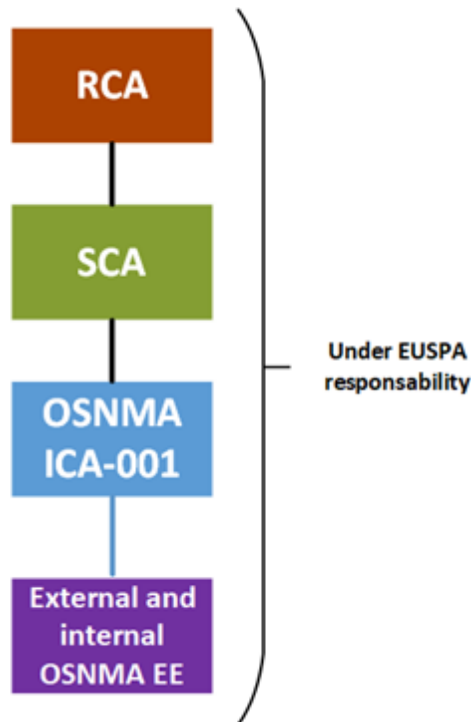 RCA
SCA
OSNMA
ICA-001
External and
internal
OSNMA EE
Under EUSPA
responsability